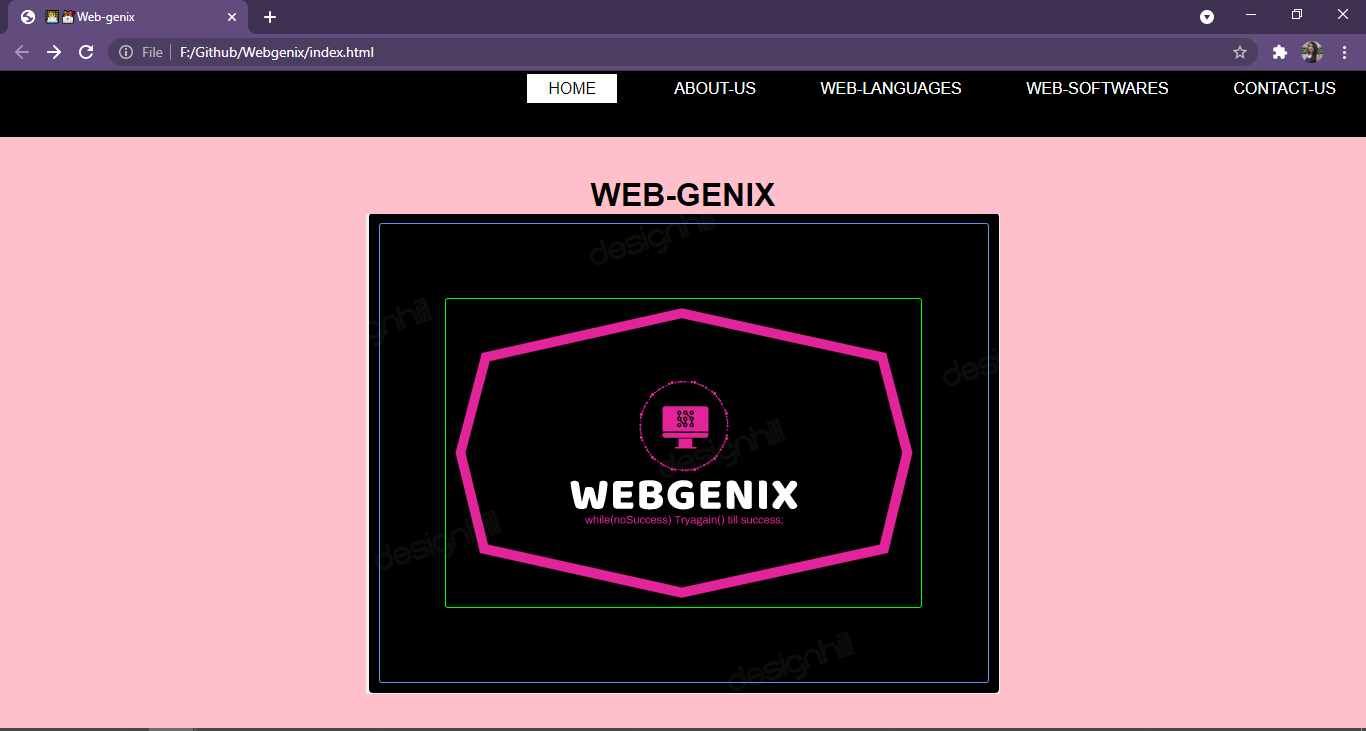 Web-genix
File F:/Github/Webgenix/index.html
HOME ABOUT-US WEB-LANGUAGES WEB-SOFTWARES CONTACT-US
WEB-GENIX
designhill
designhill
designhill
designhill
WEBGENIX
while(noSuccess) Tryagain() till success;
designhill
designhill